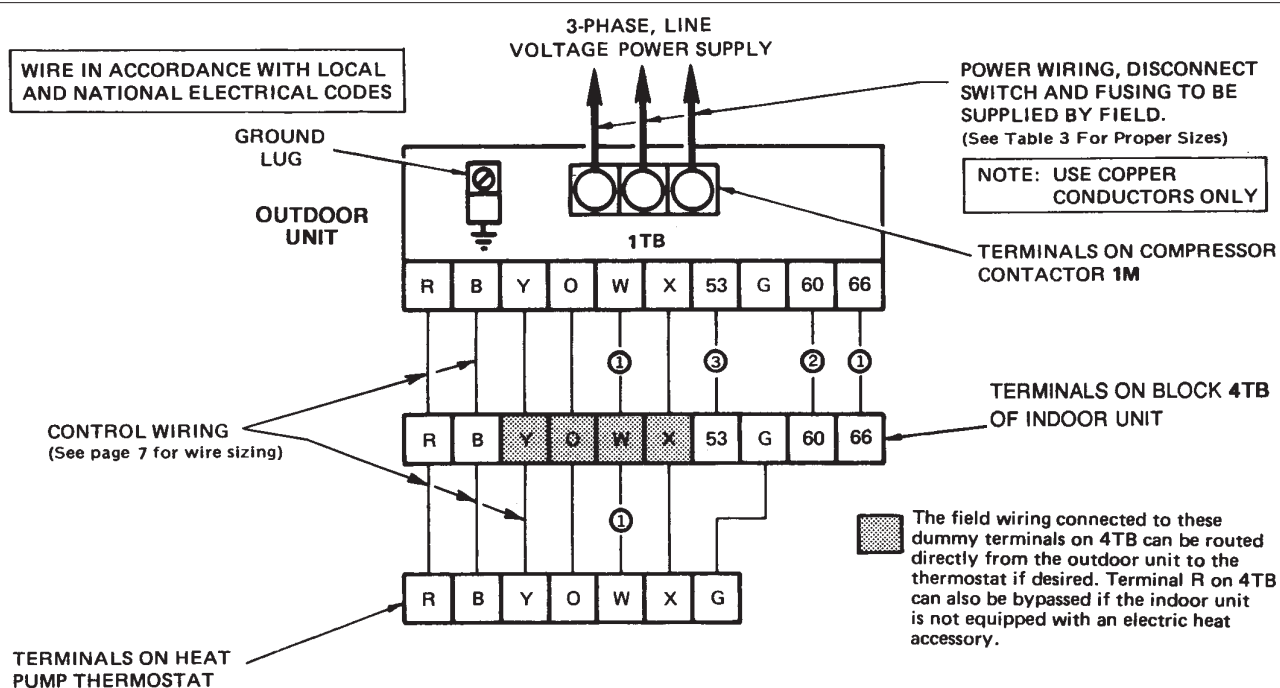 3-PHASE, LINE
VOLTAGE POWER SUPPLY
WIRE IN ACCORDANCE WITH LOCAL
AND NATIONAL ELECTRICAL CODES
POWER WIRING, DISCONNECT
SWITCH AND FUSING TO BE
SUPPLIED BY FIELD.
(See Table 3 For Proper Sizes)
GROUND
LUG
NOTE: USE COPPER
CONDUCTORS ONLY
OUTDOOR
UNIT
1TB
TERMINALS ON COMPRESSOR
CONTACTOR 1M
R B Y O W X 53 G 60 66
① ③ ② ①
TERMINALS ON BLOCK 4TB
OF INDOOR UNIT
R B Y O W X 53 G 60 66
CONTROL WIRING
(See page 7 for wire sizing)
①
The field wiring connected to these
dummy terminals on 4TB can be routed
directly from the outdoor unit to the
thermostat if desired. Terminal R on 4TB
can also be bypassed if the indoor unit
is not equipped with an electric heat
accessory.
R B Y O W X G
TERMINALS ON HEAT
PUMP THERMOSTAT